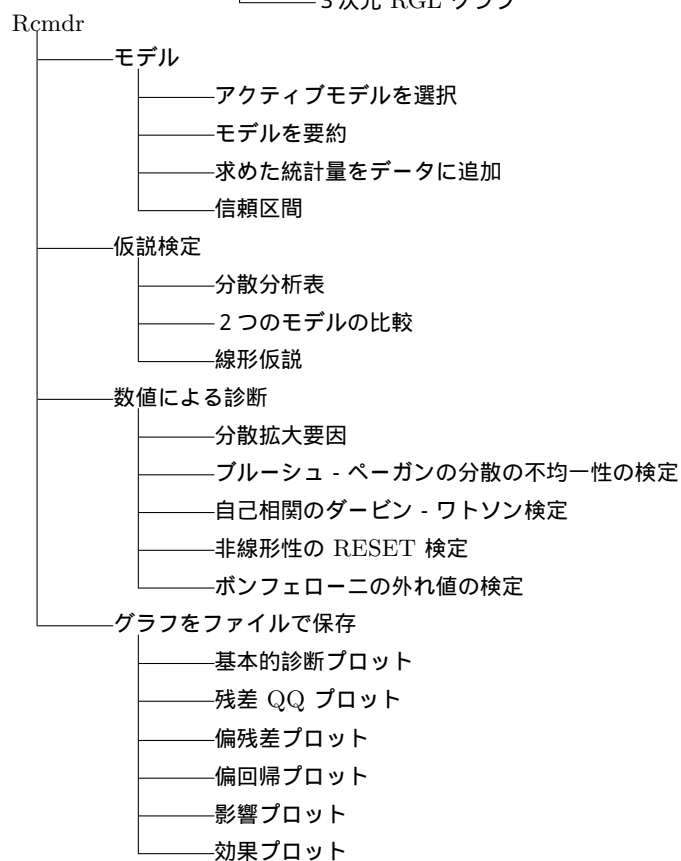 3 次元 RGL グラフ
Rcmdr
モデル
アクティブモデルを選択
モデルを要約
求めた統計量をデータに追加
信頼区間
仮説検定
分散分析表
2 つのモデルの比較
線形仮説
数値による診断
分散拡大要因
ブルーシュ - ペーガンの分散の不均一性の検定
自己相関のダービン - ワトソン検定
非線形性の RESET 検定
ボンフェローニの外れ値の検定
グラフをファイルで保存
基本的診断プロット
残差 QQ プロット
偏残差プロット
偏回帰プロット
影響プロット
効果プロット